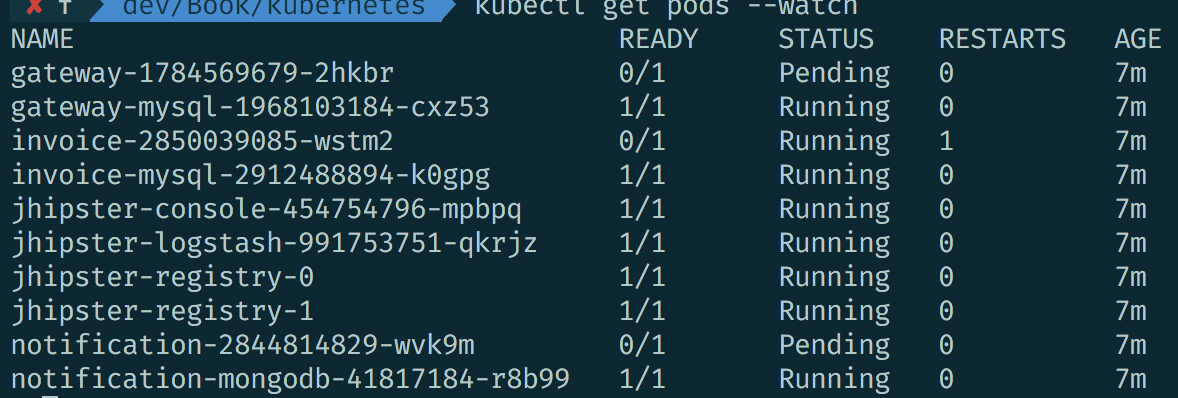 ✘ ↑ dev/Book/kubernetes kubectl get pods --watch
NAME READY STATUS RESTARTS AGE
gateway-1784569679-2hkbr 0/1 Pending 0 7m
gateway-mysql-1968103184-cxz53 1/1 Running 0 7m
invoice-2850039085-wstm2 0/1 Running 1 7m
invoice-mysql-2912488894-k0gpg 1/1 Running 0 7m
jhipster-console-454754796-mpbpq 1/1 Running 0 7m
jhipster-logstash-991753751-qkrjz 1/1 Running 0 7m
jhipster-registry-0 1/1 Running 0 7m
jhipster-registry-1 1/1 Running 0 7m
notification-2844814829-wvk9m 0/1 Pending 0 7m
notification-mongodb-41817184-r8b99 1/1 Running 0 7m